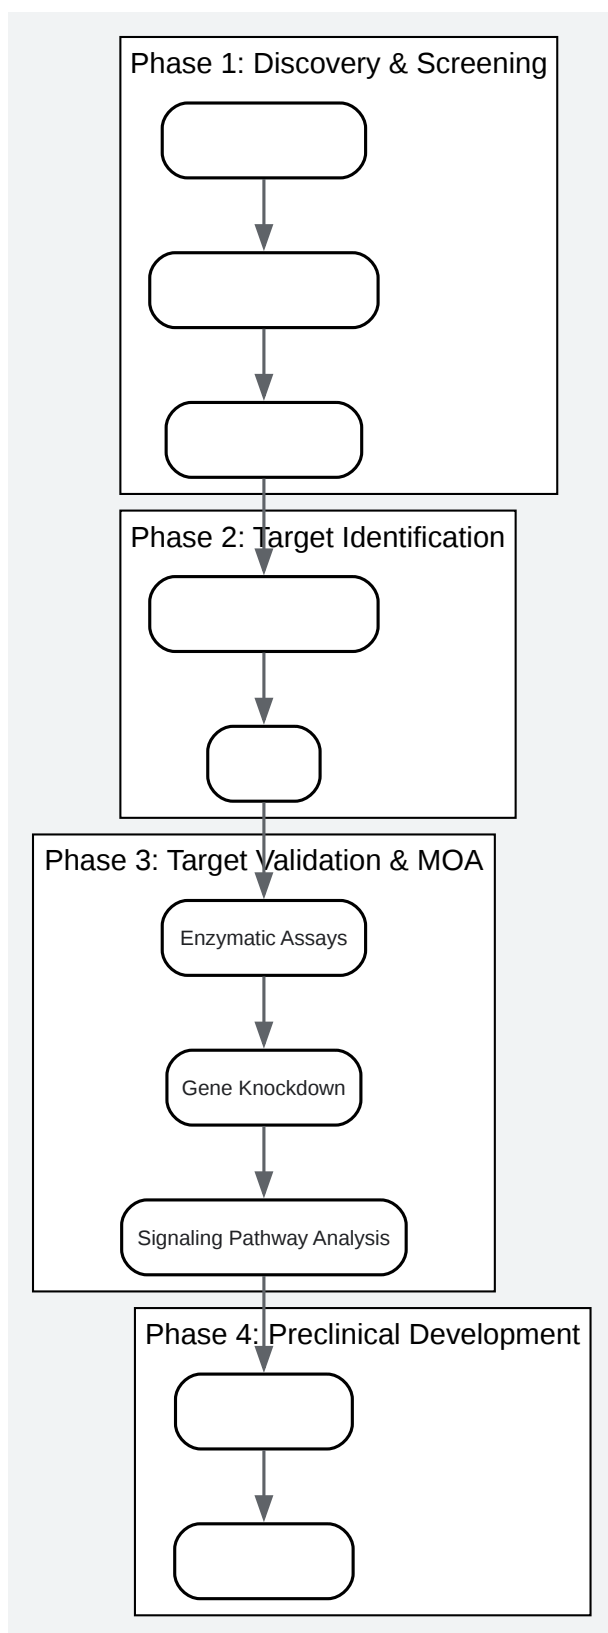 Phase 1: Discovery & Screening
Phase 2: Target Identification
Phase 3: Target Validation & MOA
Enzymatic Assays
Gene Knockdown
Signaling Pathway Analysis
Phase 4: Preclinical Development